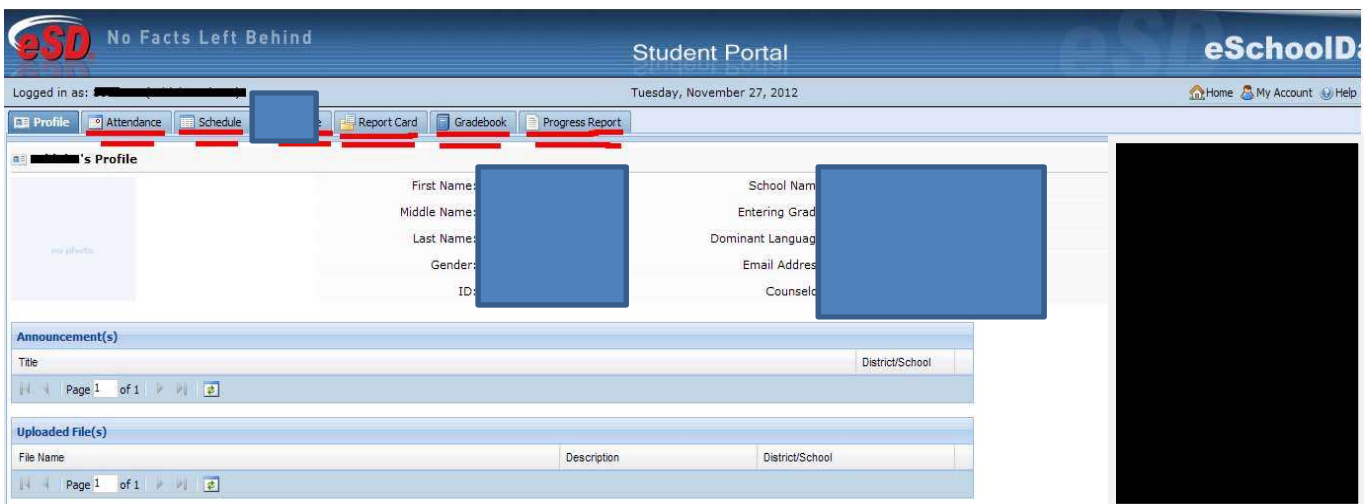 eSD No Facts Left Behind Student Portal eSchoolDa
Logged in as: Tuesday, November 27, 2012 Home My Account Help
Profile Attendance Schedule e Report Card Gradebook Progress Report
's Profile
First Name: School Nam
Middle Name: Entering Grad
no photo Last Name: Dominant Languag
Gender: Email Addres
ID: Counselo
Announcement(s)
Title District/School
Page 1 of 1
Uploaded File(s)
File Name Description District/School
Page 1 of 1